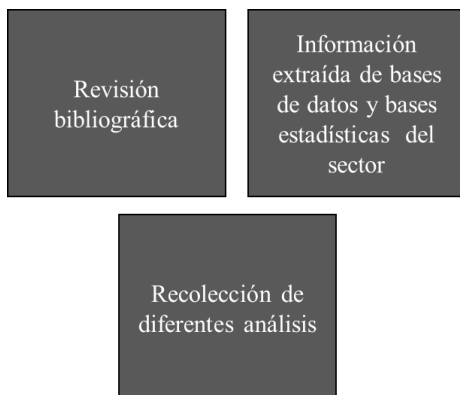 Revisión
bibliográfica
Información
extraída de bases
de datos y bases
estadísticas del
sector
Recolección de
diferentes análisis